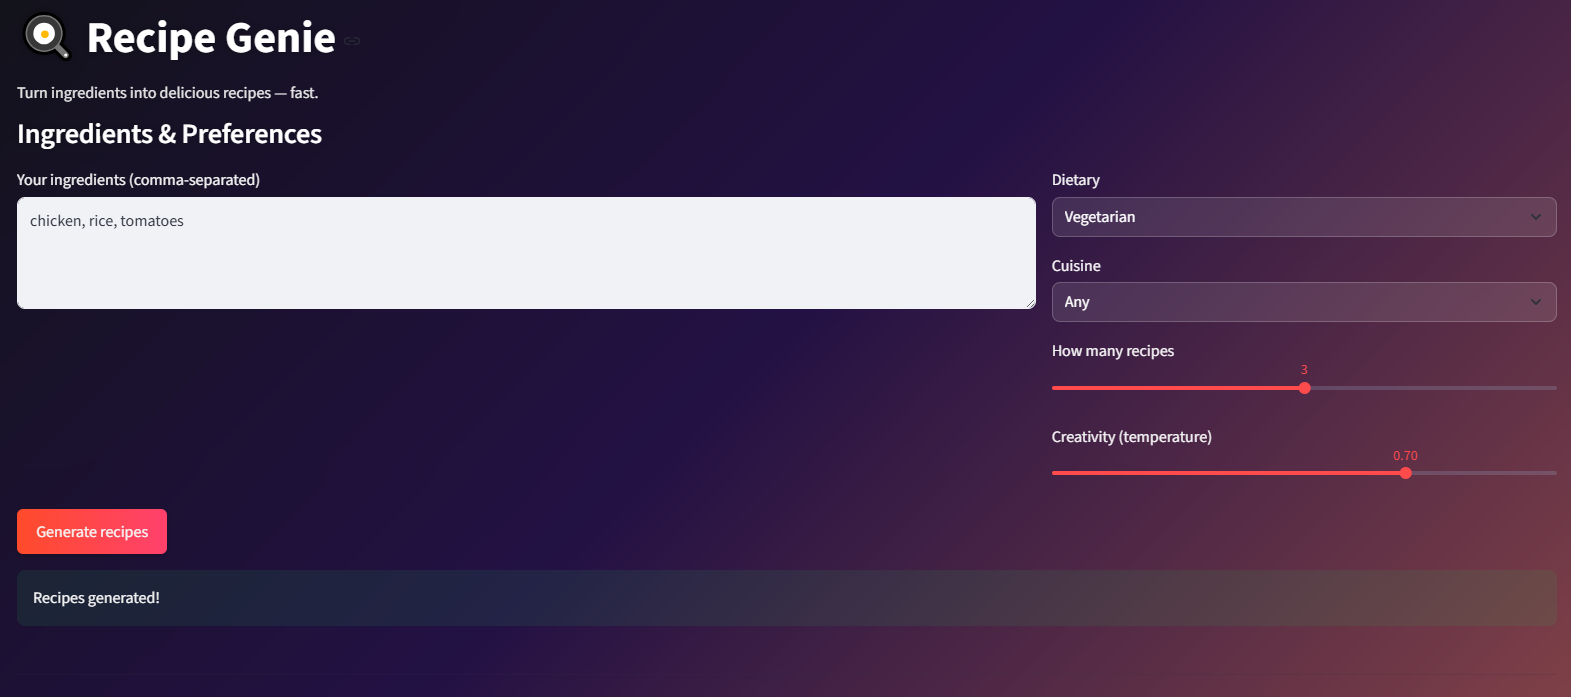 Recipe Genie
Turn ingredients into delicious recipes — fast.
Ingredients & Preferences
Your ingredients (comma-separated)
chicken, rice, tomatoes
Dietary
Vegetarian
Cuisine
Any
How many recipes
3
Creativity (temperature)
0.70
Generate recipes
Recipes generated!